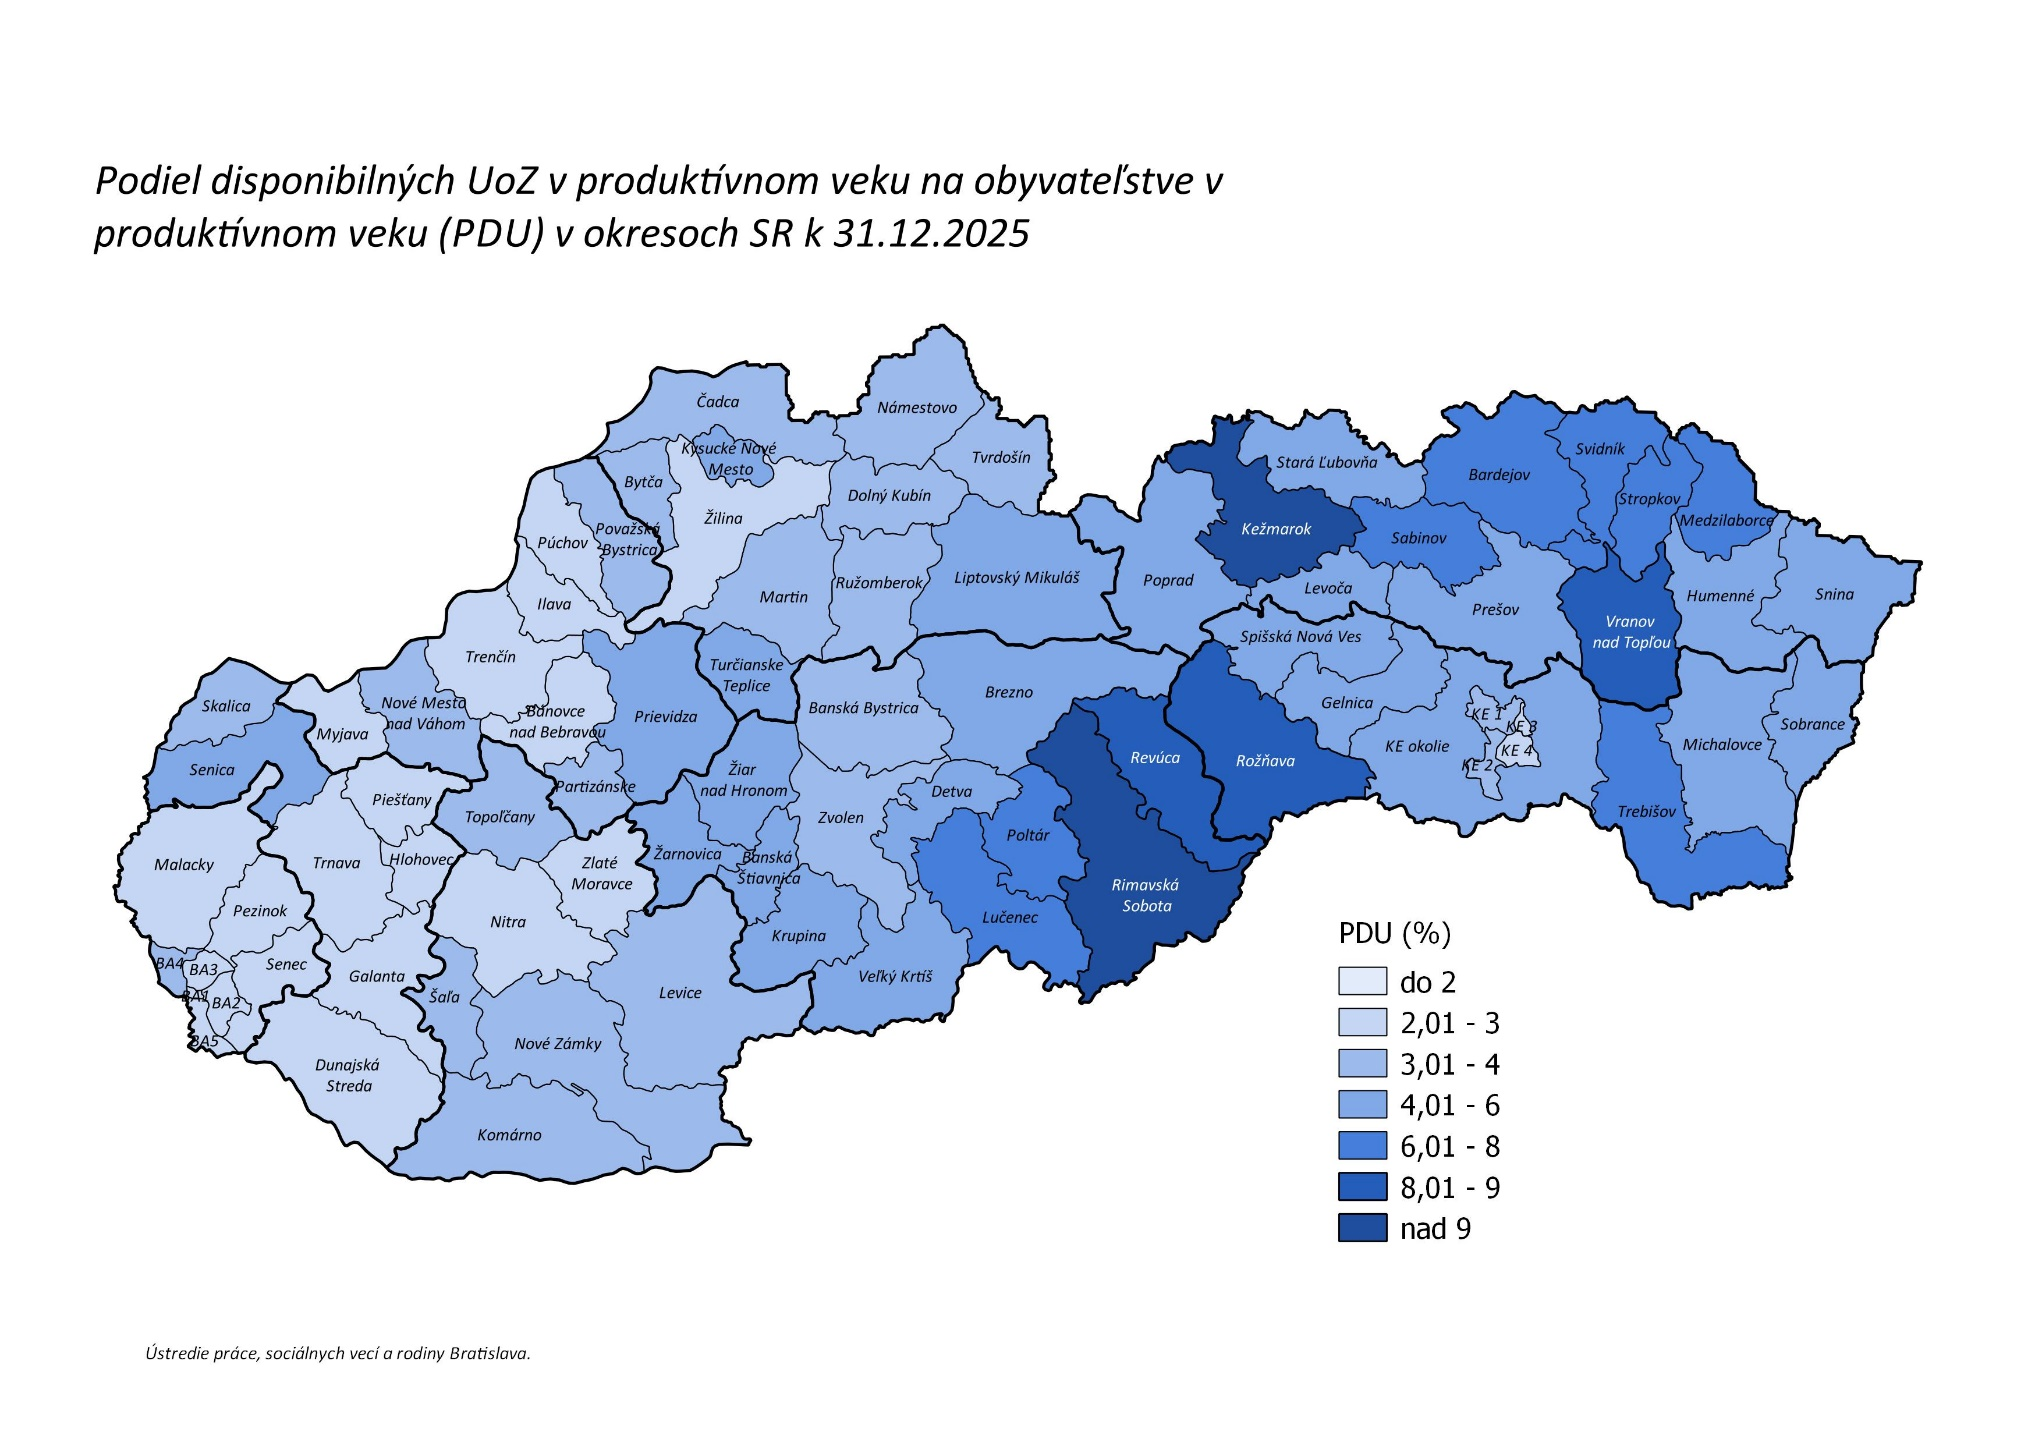 Podiel disponibilných UoZ v produktívnom veku na obyvateľstve v
produktívnom veku (PDU) v okresoch SR k 31.12.2025
Čadca
Námestovo
Kysucké Nové
Mesto
Tvrdošín
Bytča
Dolný Kubín
Žilina
Považská
Bystrica
Púchov
Stará Ľubovňa
Bardejov
Svidník
Stropkov
Medzilaborce
Kežmarok
Sabinov
Ilava
Martin
Ružomberok
Liptovský Mikuláš
Poprad
Levoča
Prešov
Vranov
nad Topľou
Humenné
Snina
Trenčín
Turčianske
Teplice
Spišská Nová Ves
Skalica
Myjava
Nové Mesto
nad Váhom
Bánovce
nad Bebravou
Prievidza
Banská Bystrica
Brezno
Gelnica
KE 1
KE 3
KE 4
KE 2
KE okolie
Michalovce
Sobrance
Senica
Piešťany
Topoľčany
Partizánske
Žiar
nad Hronom
Zvolen
Detva
Revúca
Rožňava
Trebišov
Malacky
Trnava
Hlohovec
Zlaté
Moravce
Žarnovica
Banská
Štiavnica
Poltár
Rimavská
Sobota
Pezinok
Nitra
Krupina
Lučenec
BA4
BA3
Senec
Galanta
Šaľa
Levice
Veľký Krtíš
BA1
BA2
BA5
Dunajská
Streda
Nové Zámky
Komárno
PDU (%)
do 2
2,01 - 3
3,01 - 4
4,01 - 6
6,01 - 8
8,01 - 9
nad 9
Ústredie práce, sociálnych vecí a rodiny Bratislava.